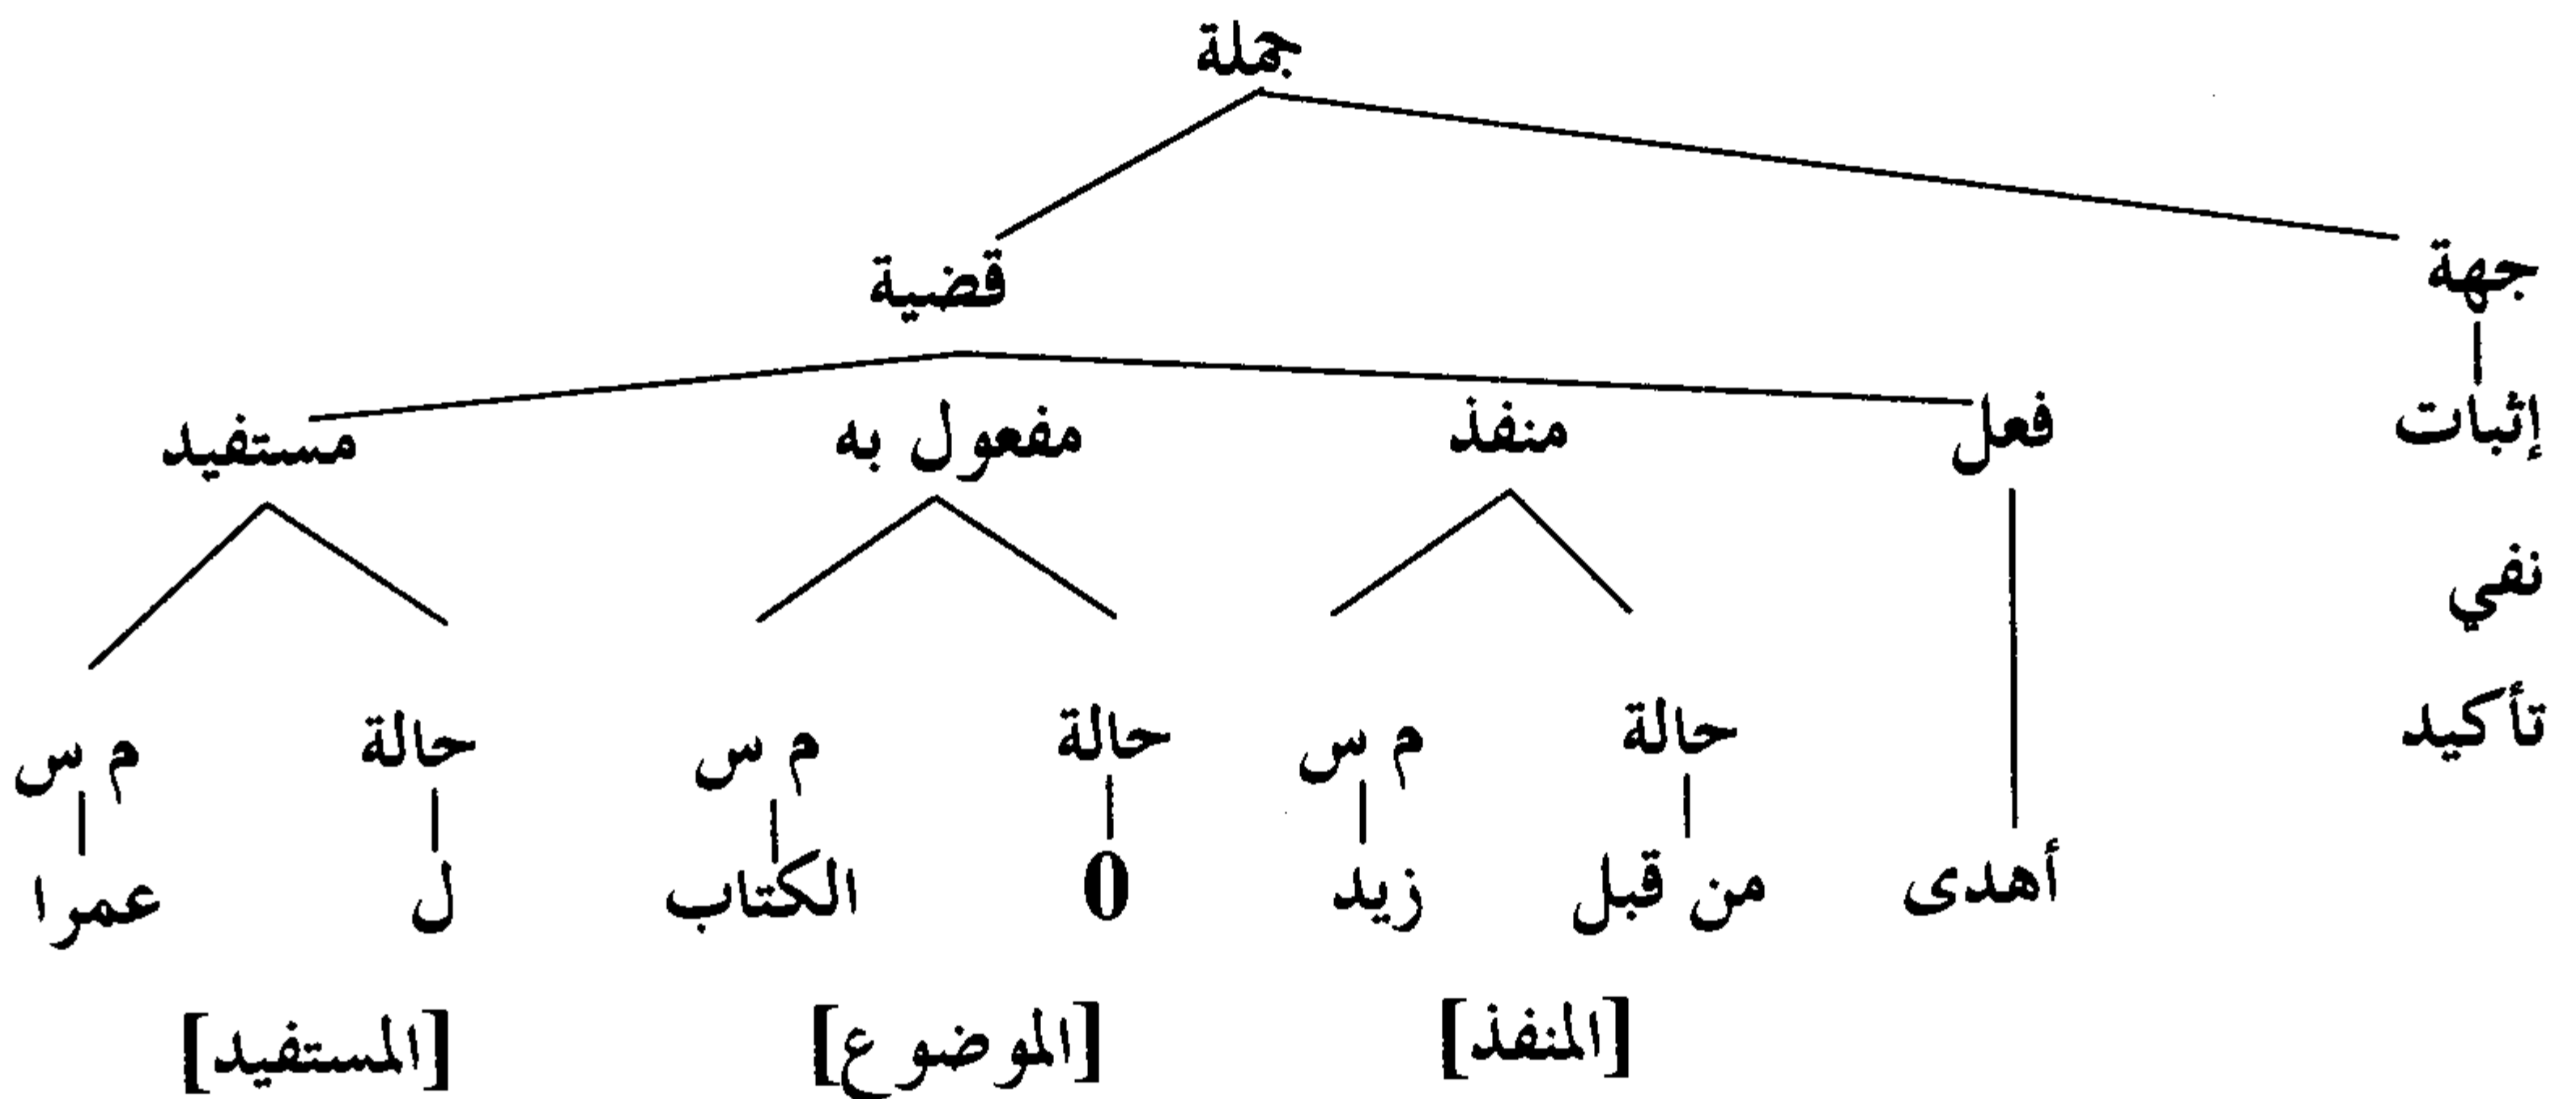 جملة
جهة قضية
إثبات فعل منفذ مفعول به مستفيد
نفي
تأكيد حالة م س حالة م س حالة م س
أهدى من قبل زيد 0 الكتاب ل عمرا
[المنفذ] [الموضوع] [المستفيد]